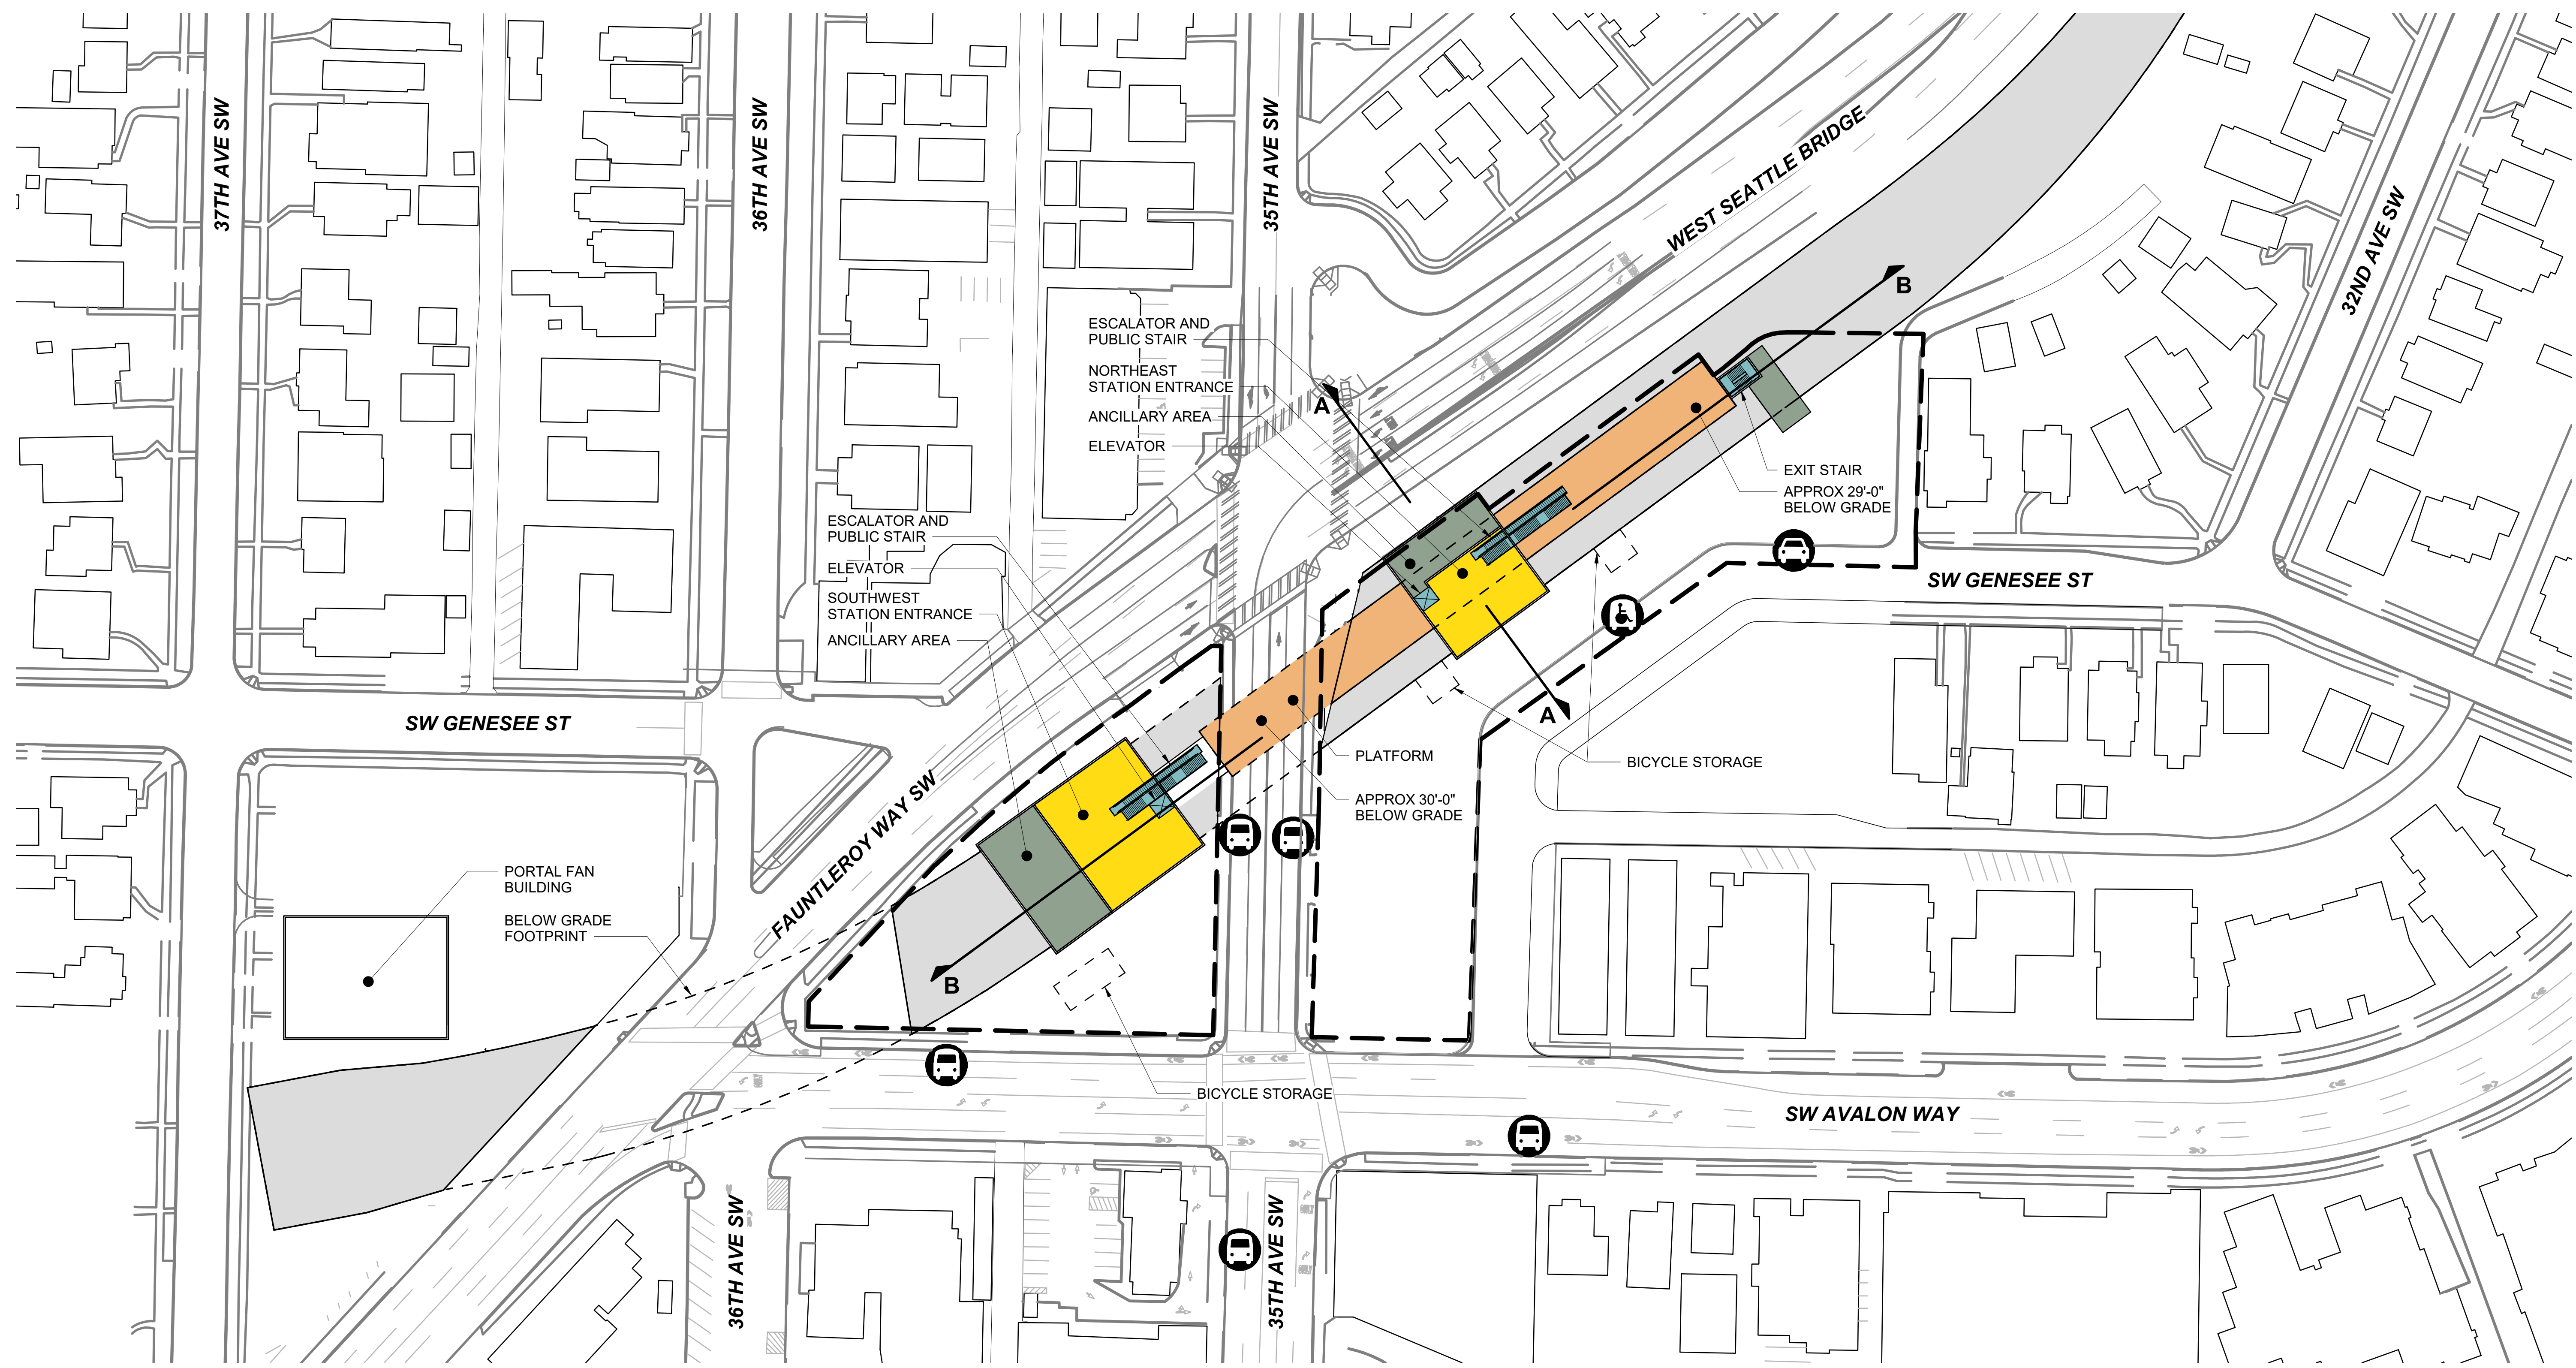 37TH AVE SW
36TH AVE SW
35TH AVE SW
WEST SEATTLE BRIDGE
32ND AVE SW
B
ESCALATOR AND
PUBLIC STAIR
NORTHEAST
STATION ENTRANCE
ANCILLARY AREA
ELEVATOR
A
EXIT STAIR
APPROX 29'-0"
BELOW GRADE
ESCALATOR AND
PUBLIC STAIR
ELEVATOR
SOUTHWEST
STATION ENTRANCE
ANCILLARY AREA
SW GENESEE ST
SW GENESEE ST
A
PLATFORM
BICYCLE STORAGE
APPROX 30'-0"
BELOW GRADE
FAUNTLEROY WAY SW
PORTAL FAN
BUILDING
BELOW GRADE
FOOTPRINT
B
BICYCLE STORAGE
SW AVALON WAY
36TH AVE SW
35TH AVE SW